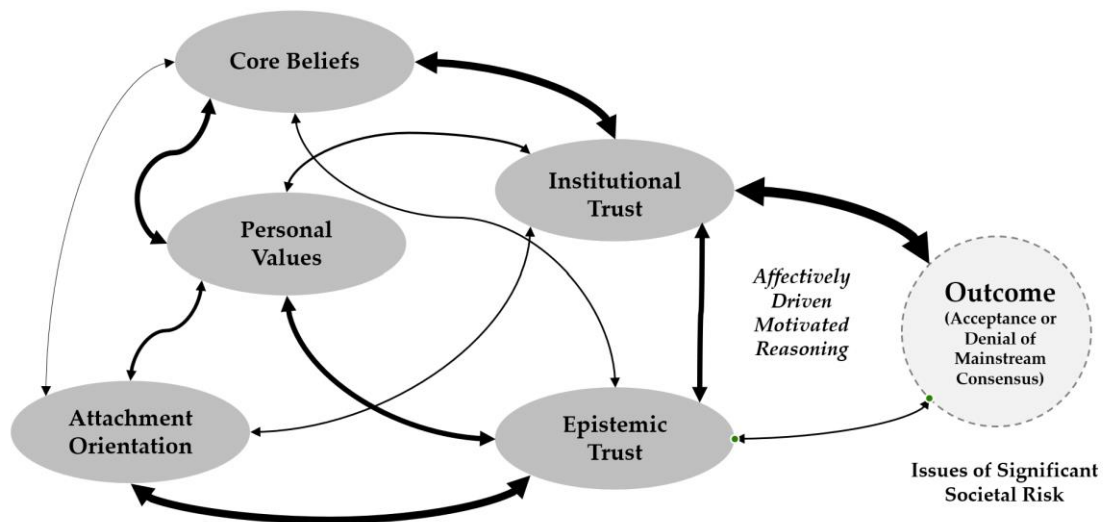 Core Beliefs
Institutional
Trust
Personal
Values
Affectively
Driven
Motivated
Reasoning
Outcome
(Acceptance or
Denial of
Mainstream
Consensus)
Attachment
Orientation
Epistemic
Trust
Issues of Significant
Societal Risk